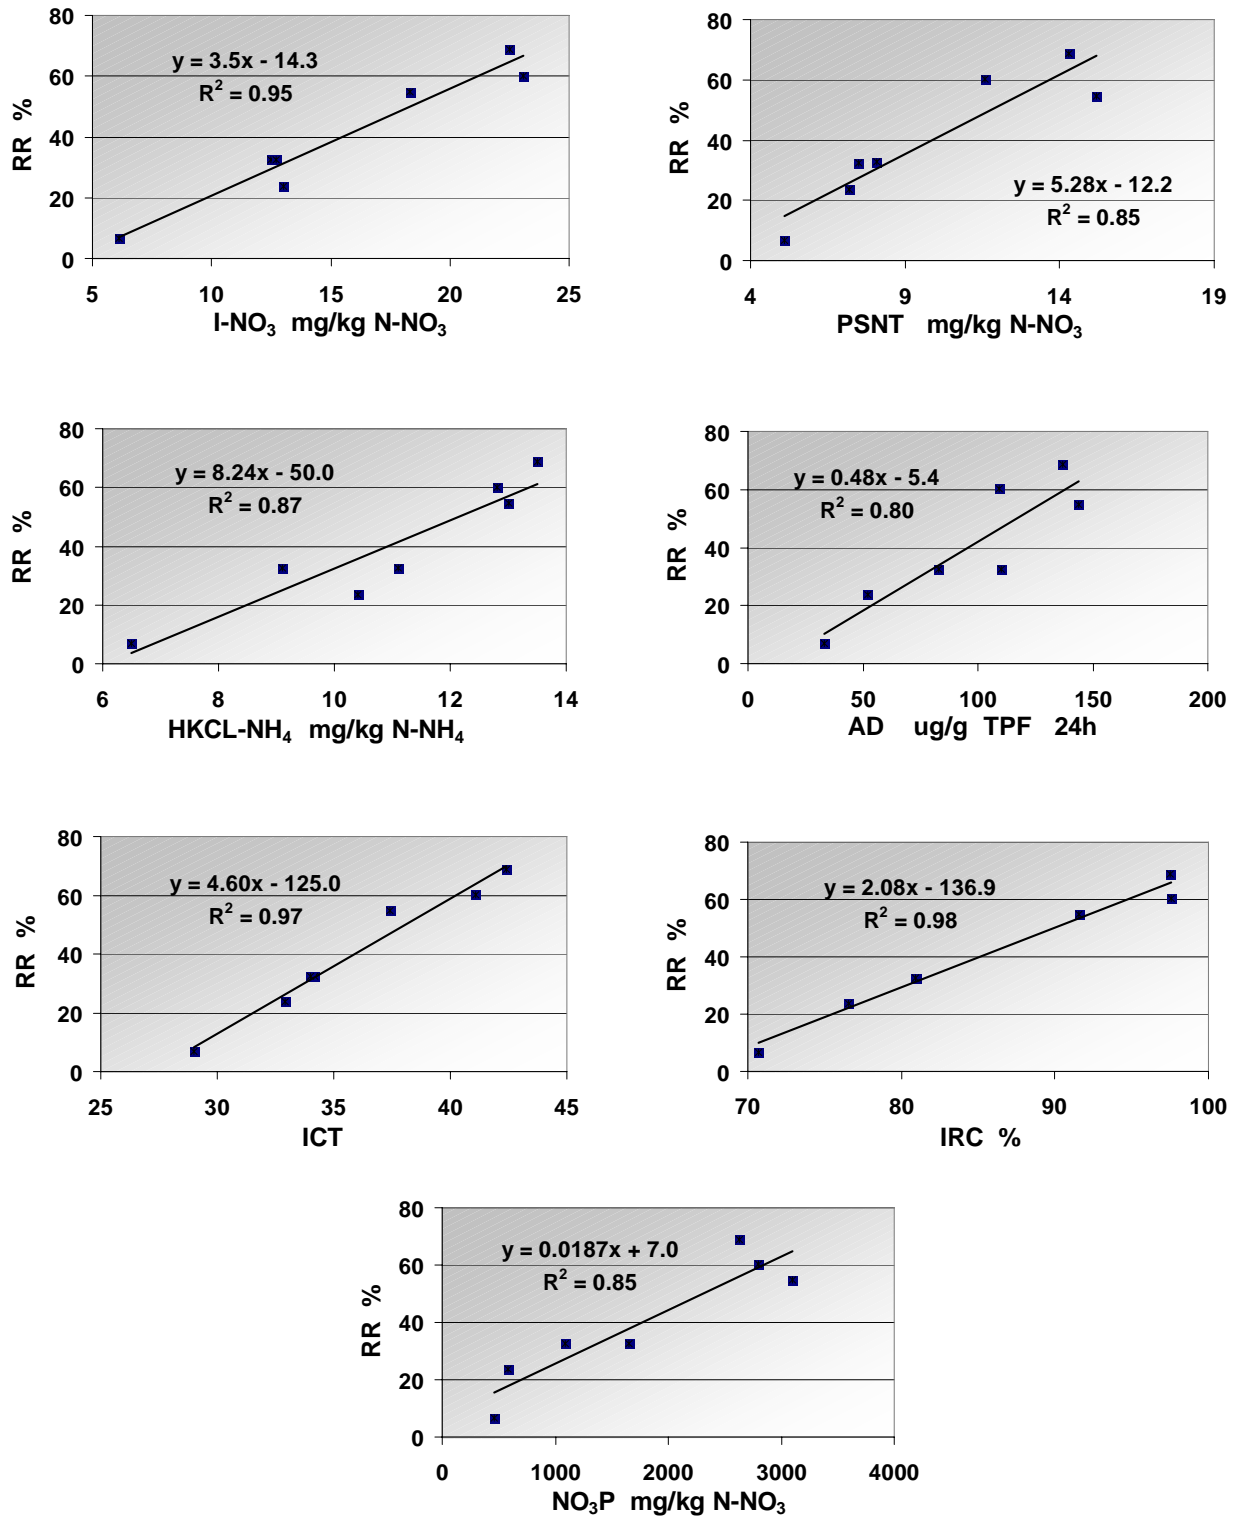 80
60
40
20
0
RR %
y = 3.5x - 14.3
R² = 0.95
5 10 15 20 25
I-NO₃ mg/kg N-NO₃
80
60
40
20
0
RR %
y = 5.28x - 12.2
R² = 0.85
4 9 14 19
PSNT mg/kg N-NO₃
80
60
40
20
0
RR %
y = 8.24x - 50.0
R² = 0.87
6 8 10 12 14
HKCL-NH₄ mg/kg N-NH₄
80
60
40
20
0
RR %
y = 0.48x - 5.4
R² = 0.80
0 50 100 150 200
AD ug/g TPF 24h
80
60
40
20
0
RR %
y = 4.60x - 125.0
R² = 0.97
25 30 35 40 45
ICT
80
60
40
20
0
RR %
y = 2.08x - 136.9
R² = 0.98
70 80 90 100
IRC %
80
60
40
20
0
RR %
y = 0.0187x + 7.0
R² = 0.85
0 1000 2000 3000 4000
NO₃P mg/kg N-NO₃